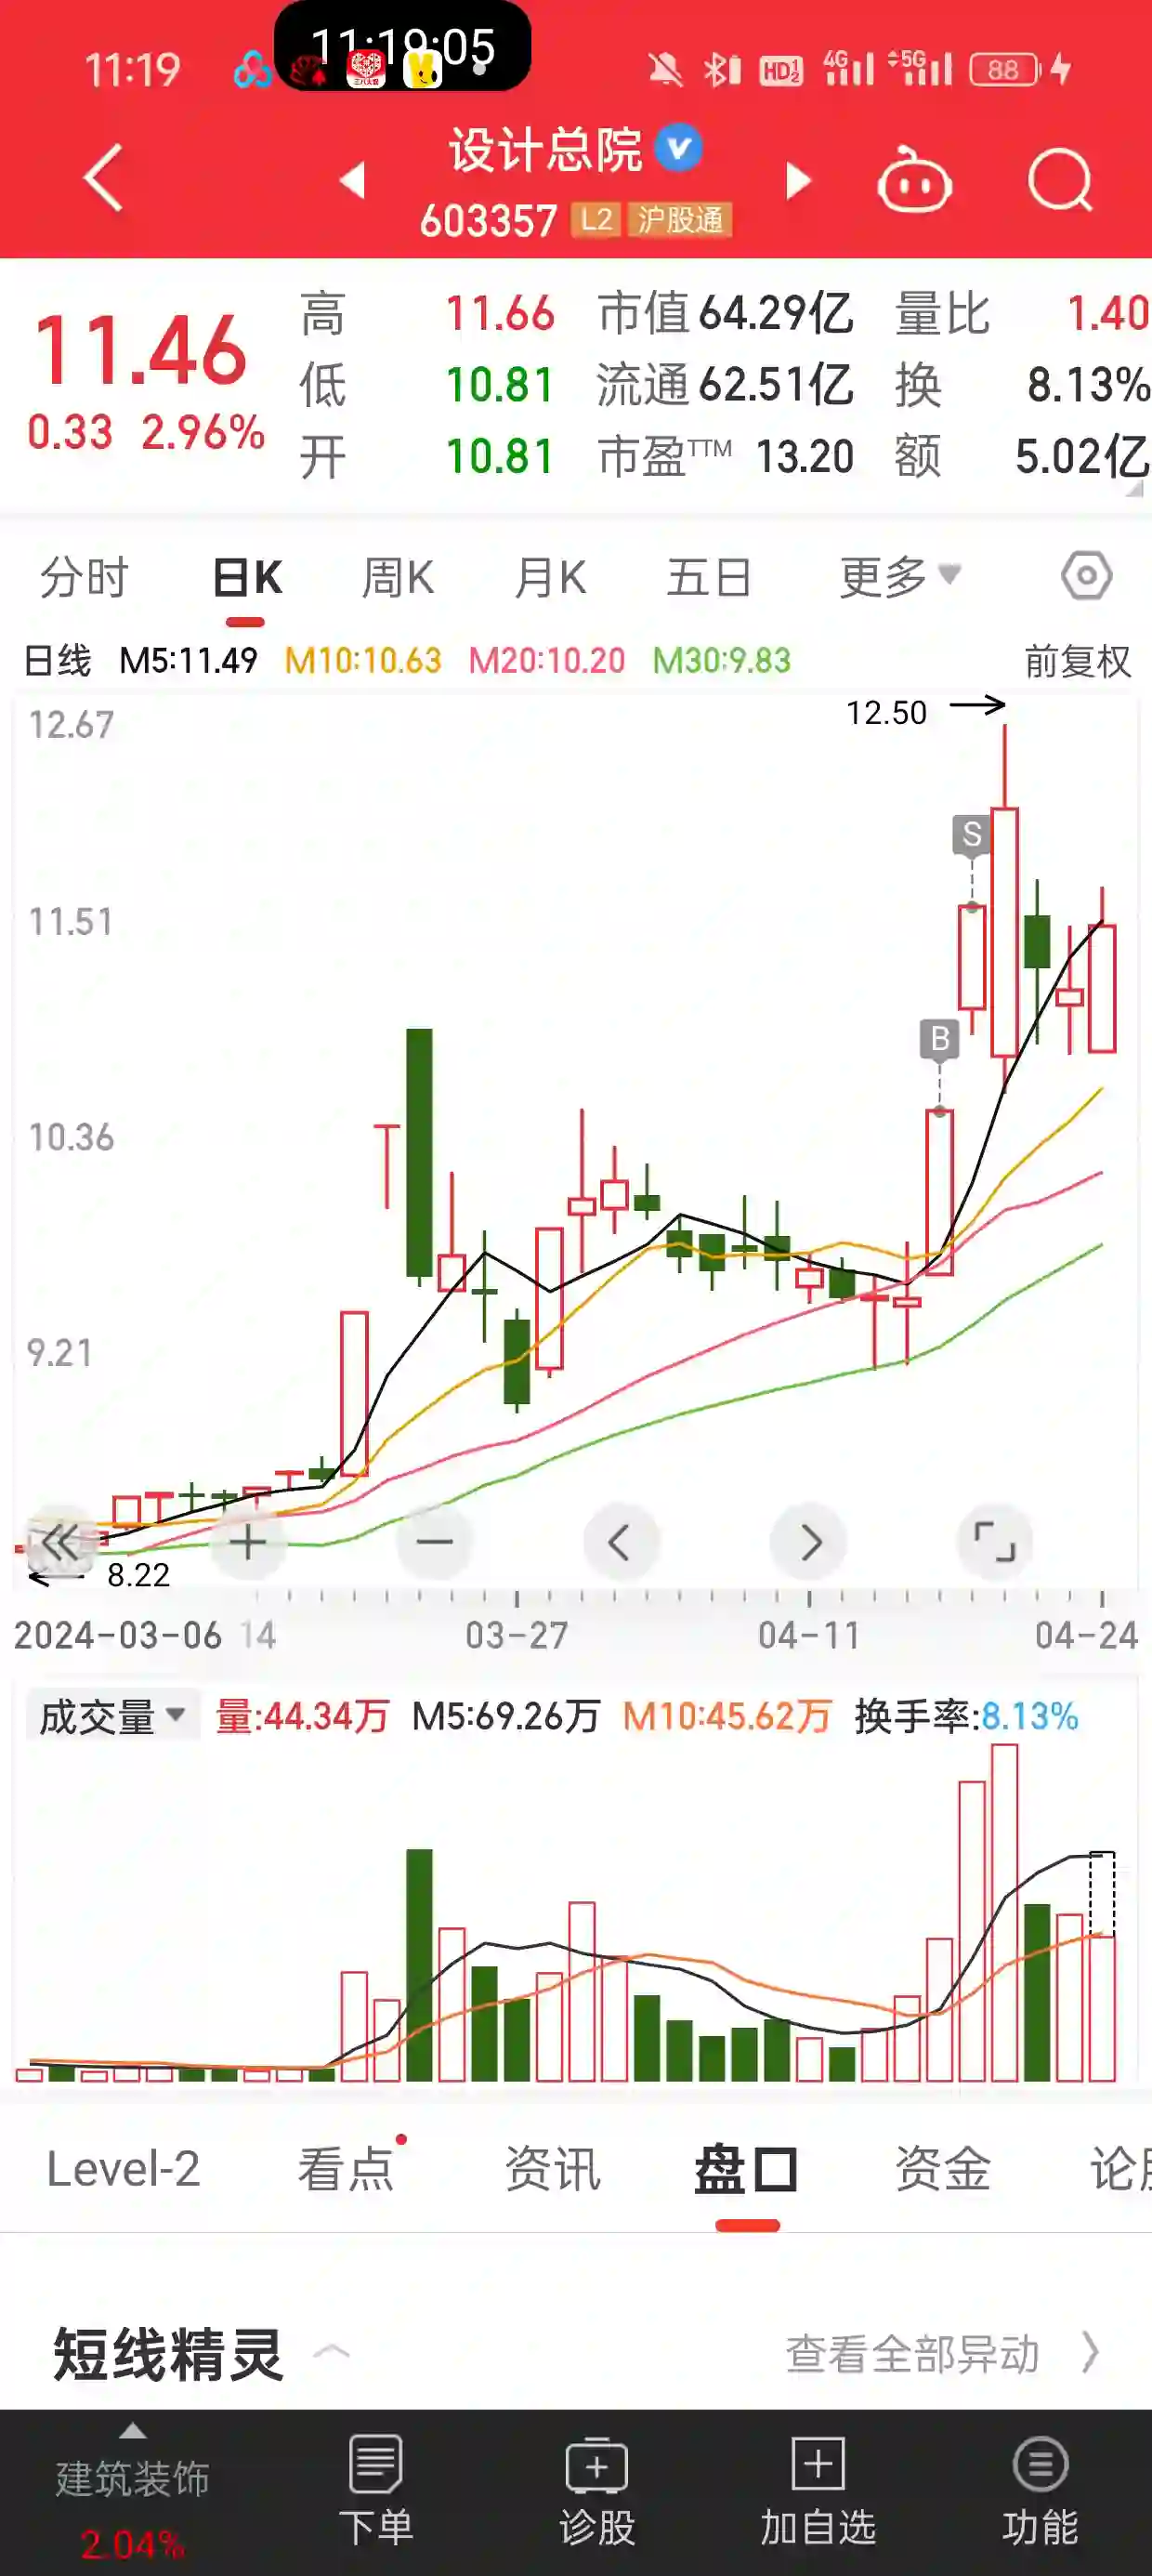 11:19
11:19:05
HD
4G
5G
88
设计总院
603357 L2 沪股通
11.46
0.33 2.96%
高 11.66 市值 64.29亿 量比 1.40
低 10.81 流通 62.51亿 换 8.13%
开 10.81 市盈TTM 13.20 额 5.02亿
分时 日K 周K 月K 五日 更多
日线 M5:11.49 M10:10.63 M20:10.20 M30:9.83 前复权
12.67
12.50
S
11.51
B
10.36
9.21
8.22
2024-03-06 14 03-27 04-11 04-24
成交量 量:44.34万 M5:69.26万 M10:45.62万 换手率:8.13%
Level-2 看点 资讯 盘口 资金 论
短线精灵 查看全部异动
建筑装饰
2.04%
下单 诊股 加自选 功能